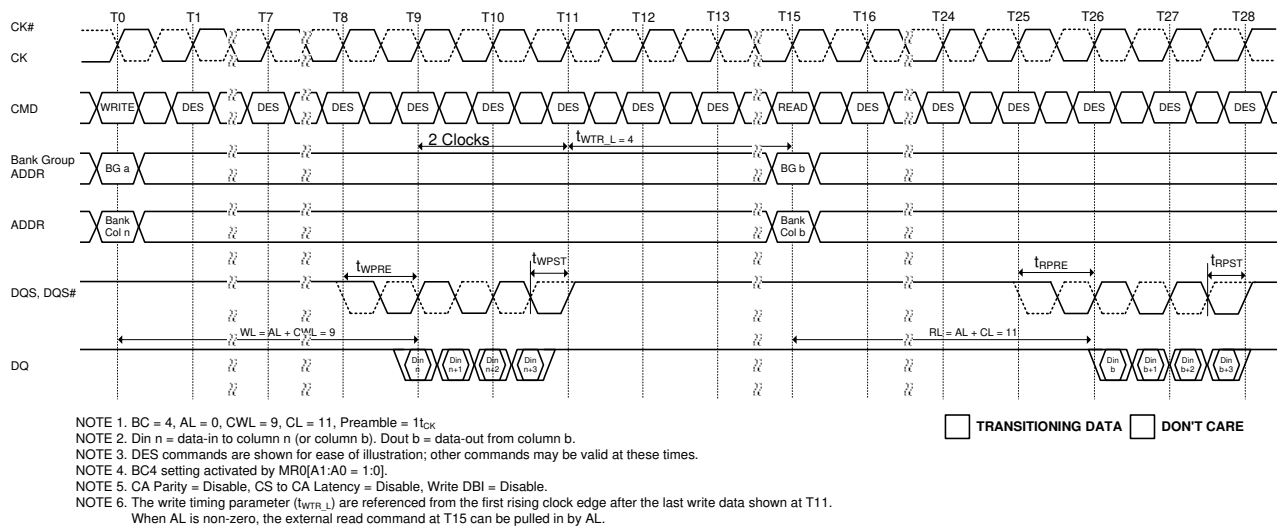 T0 T1 T7 T8 T9 T10 T11 T12 T13 T15 T16 T24 T25 T26 T27 T28
CK#
CK
CMD WRITE DES DES DES DES DES DES DES DES READ DES DES DES DES DES DES
2 Clocks tWTR_L = 4
Bank Group
ADDR
BG a BG b
ADDR
Bank
Col n
Bank
Col b
tWPRE tWPST tRPRE tRPST
DQS, DQS#
WL = AL + CWL = 9 RL = AL + CL = 11
DQ
Din
n
Din
n+1
Din
n+2
Din
n+3
Din
b
Din
b+1
Din
b+2
Din
b+3
NOTE 1. BC = 4, AL = 0, CWL = 9, CL = 11, Preamble = 1tCK
NOTE 2. Din n = data-in to column n (or column b). Dout b = data-out from column b.
NOTE 3. DES commands are shown for ease of illustration; other commands may be valid at these times.
NOTE 4. BC4 setting activated by MR0[A1:A0 = 1:0].
NOTE 5. CA Parity = Disable, CS to CA Latency = Disable, Write DBI = Disable.
NOTE 6. The write timing parameter (tWTR_L) are referenced from the first rising clock edge after the last write data shown at T11.
When AL is non-zero, the external read command at T15 can be pulled in by AL.
TRANSITIONING DATA DON'T CARE